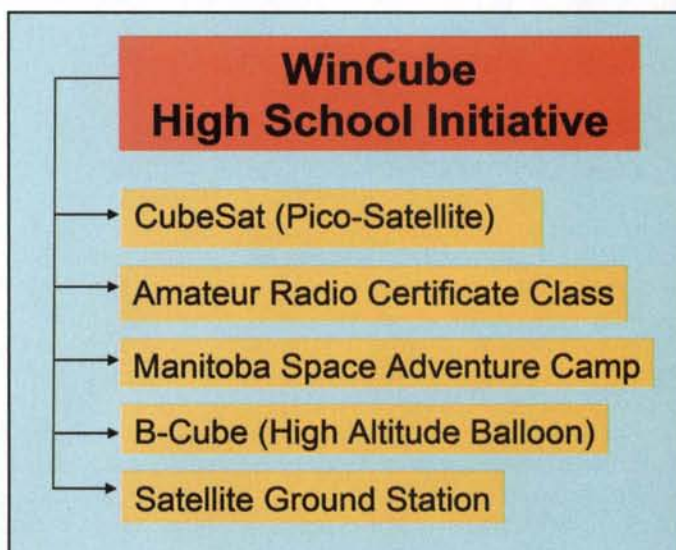 WinCube
High School Initiative
CubeSat (Pico-Satellite)
Amateur Radio Certificate Class
Manitoba Space Adventure Camp
B-Cube (High Altitude Balloon)
Satellite Ground Station